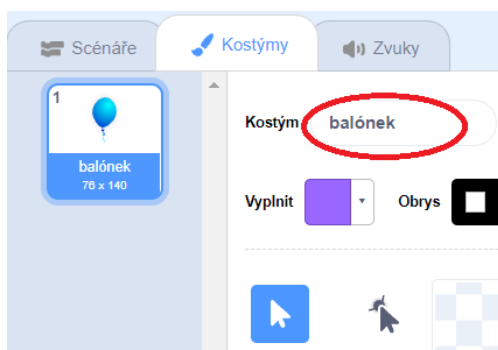 Scénáře Kostýmy Zvuky
1
balónek
76 x 140
Kostým balónek
Vyplnit Obrys